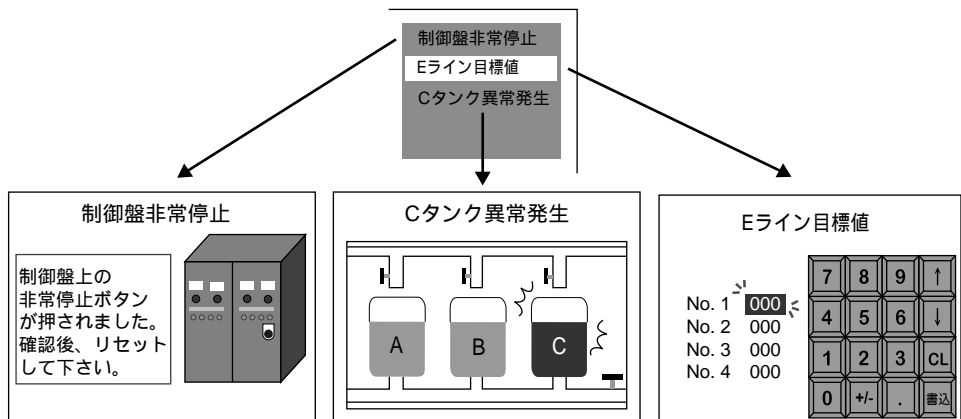 制御盤非常停止
Eライン目標値
Cタンク異常発生
制御盤非常停止
制御盤上の
非常停止ボタン
が押されました。
確認後、リセット
して下さい。
Cタンク異常発生
A B C
Eライン目標値
No. 1 000
No. 2 000
No. 3 000
No. 4 000
7 8 9 ↑
4 5 6 ↓
1 2 3 CL
0 +/- . 書込